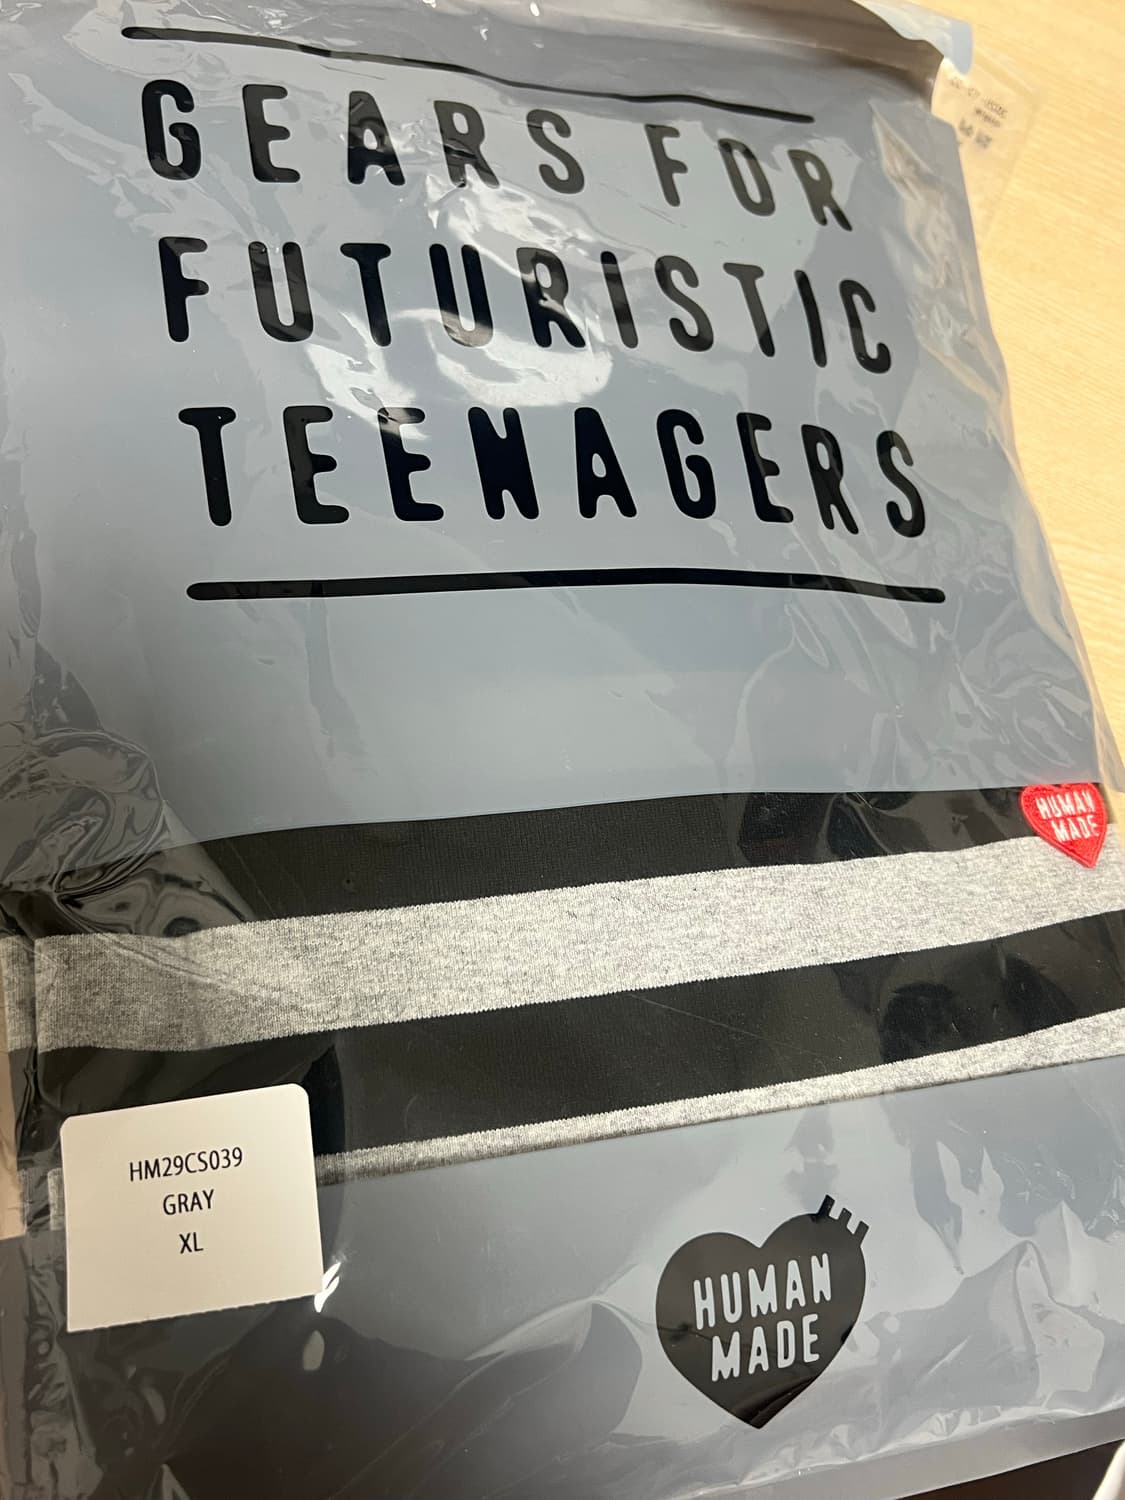 GEARS FOR
FUTURISTIC
TEENAGERS
HUMAN
MADE
HM29CS039
GRAY
XL
HUMAN
MADE